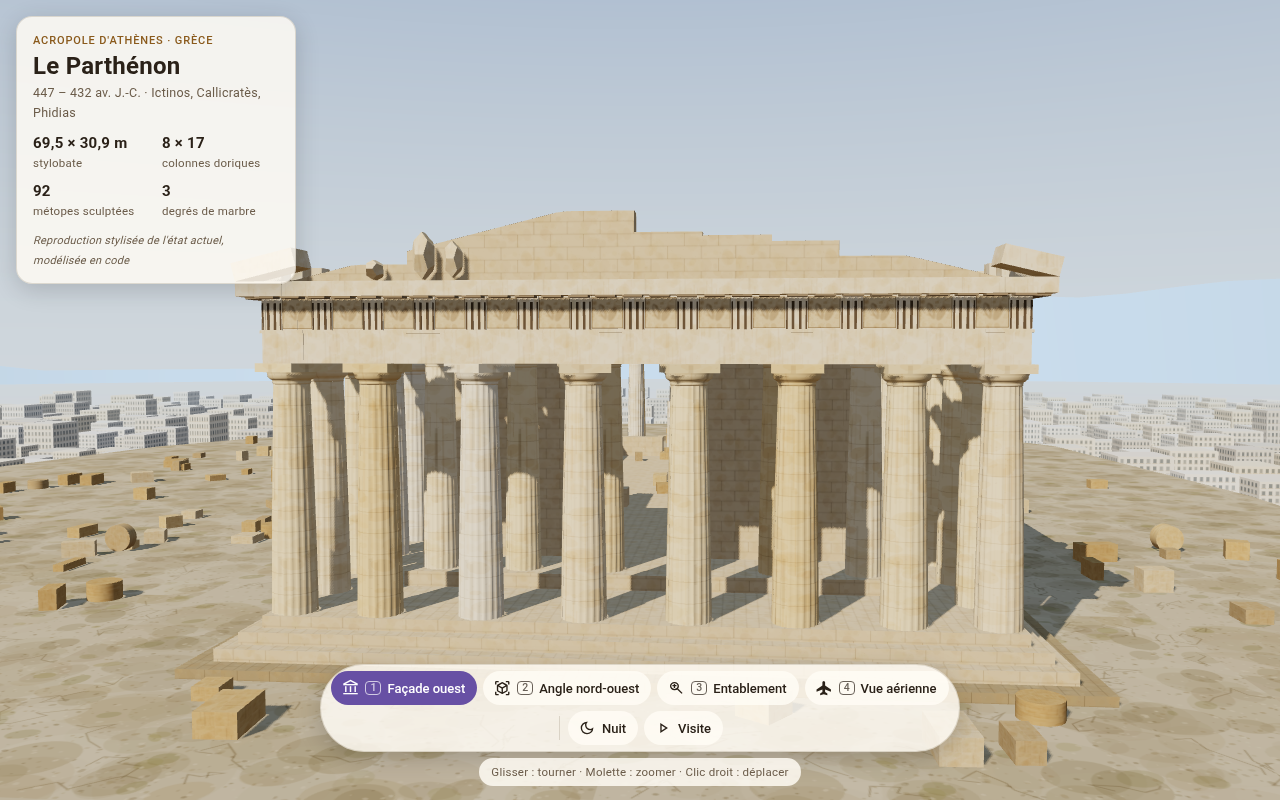 ACROPOLE D'ATHÈNES · GRÈCE
Le Parthénon
447 – 432 av. J.-C. · Ictinos, Callicratès,
Phidias
69,5 × 30,9 m
stylobate
8 × 17
colonnes doriques
92
métopes sculptées
3
degrés de marbre
Reproduction stylisée de l'état actuel,
modélisée en code
1 Façade ouest
2 Angle nord-ouest
3 Entablement
4 Vue aérienne
Nuit
Visite
Glisser : tourner · Molette : zoomer · Clic droit : déplacer